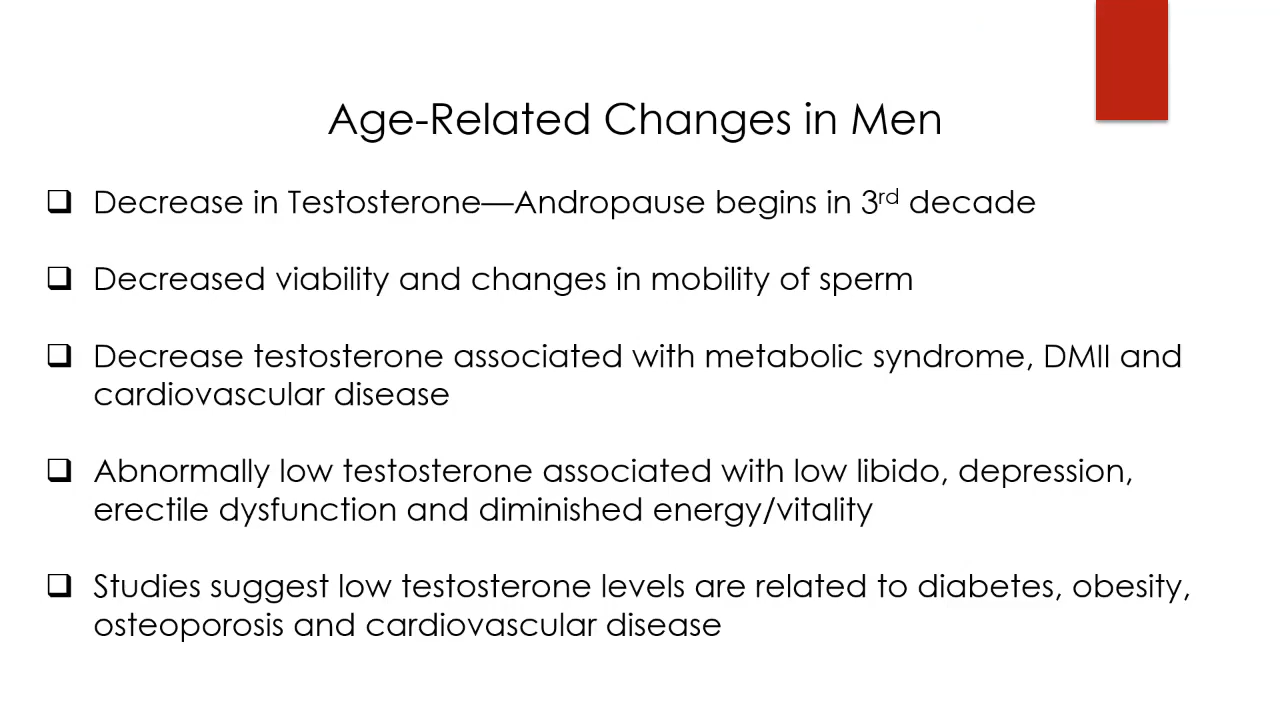 Age-Related Changes in Men
❑ Decrease in Testosterone—Andropause begins in 3rd decade
❑ Decreased viability and changes in mobility of sperm
❑ Decrease testosterone associated with metabolic syndrome, DMII and
cardiovascular disease
❑ Abnormally low testosterone associated with low libido, depression,
erectile dysfunction and diminished energy/vitality
❑ Studies suggest low testosterone levels are related to diabetes, obesity,
osteoporosis and cardiovascular disease